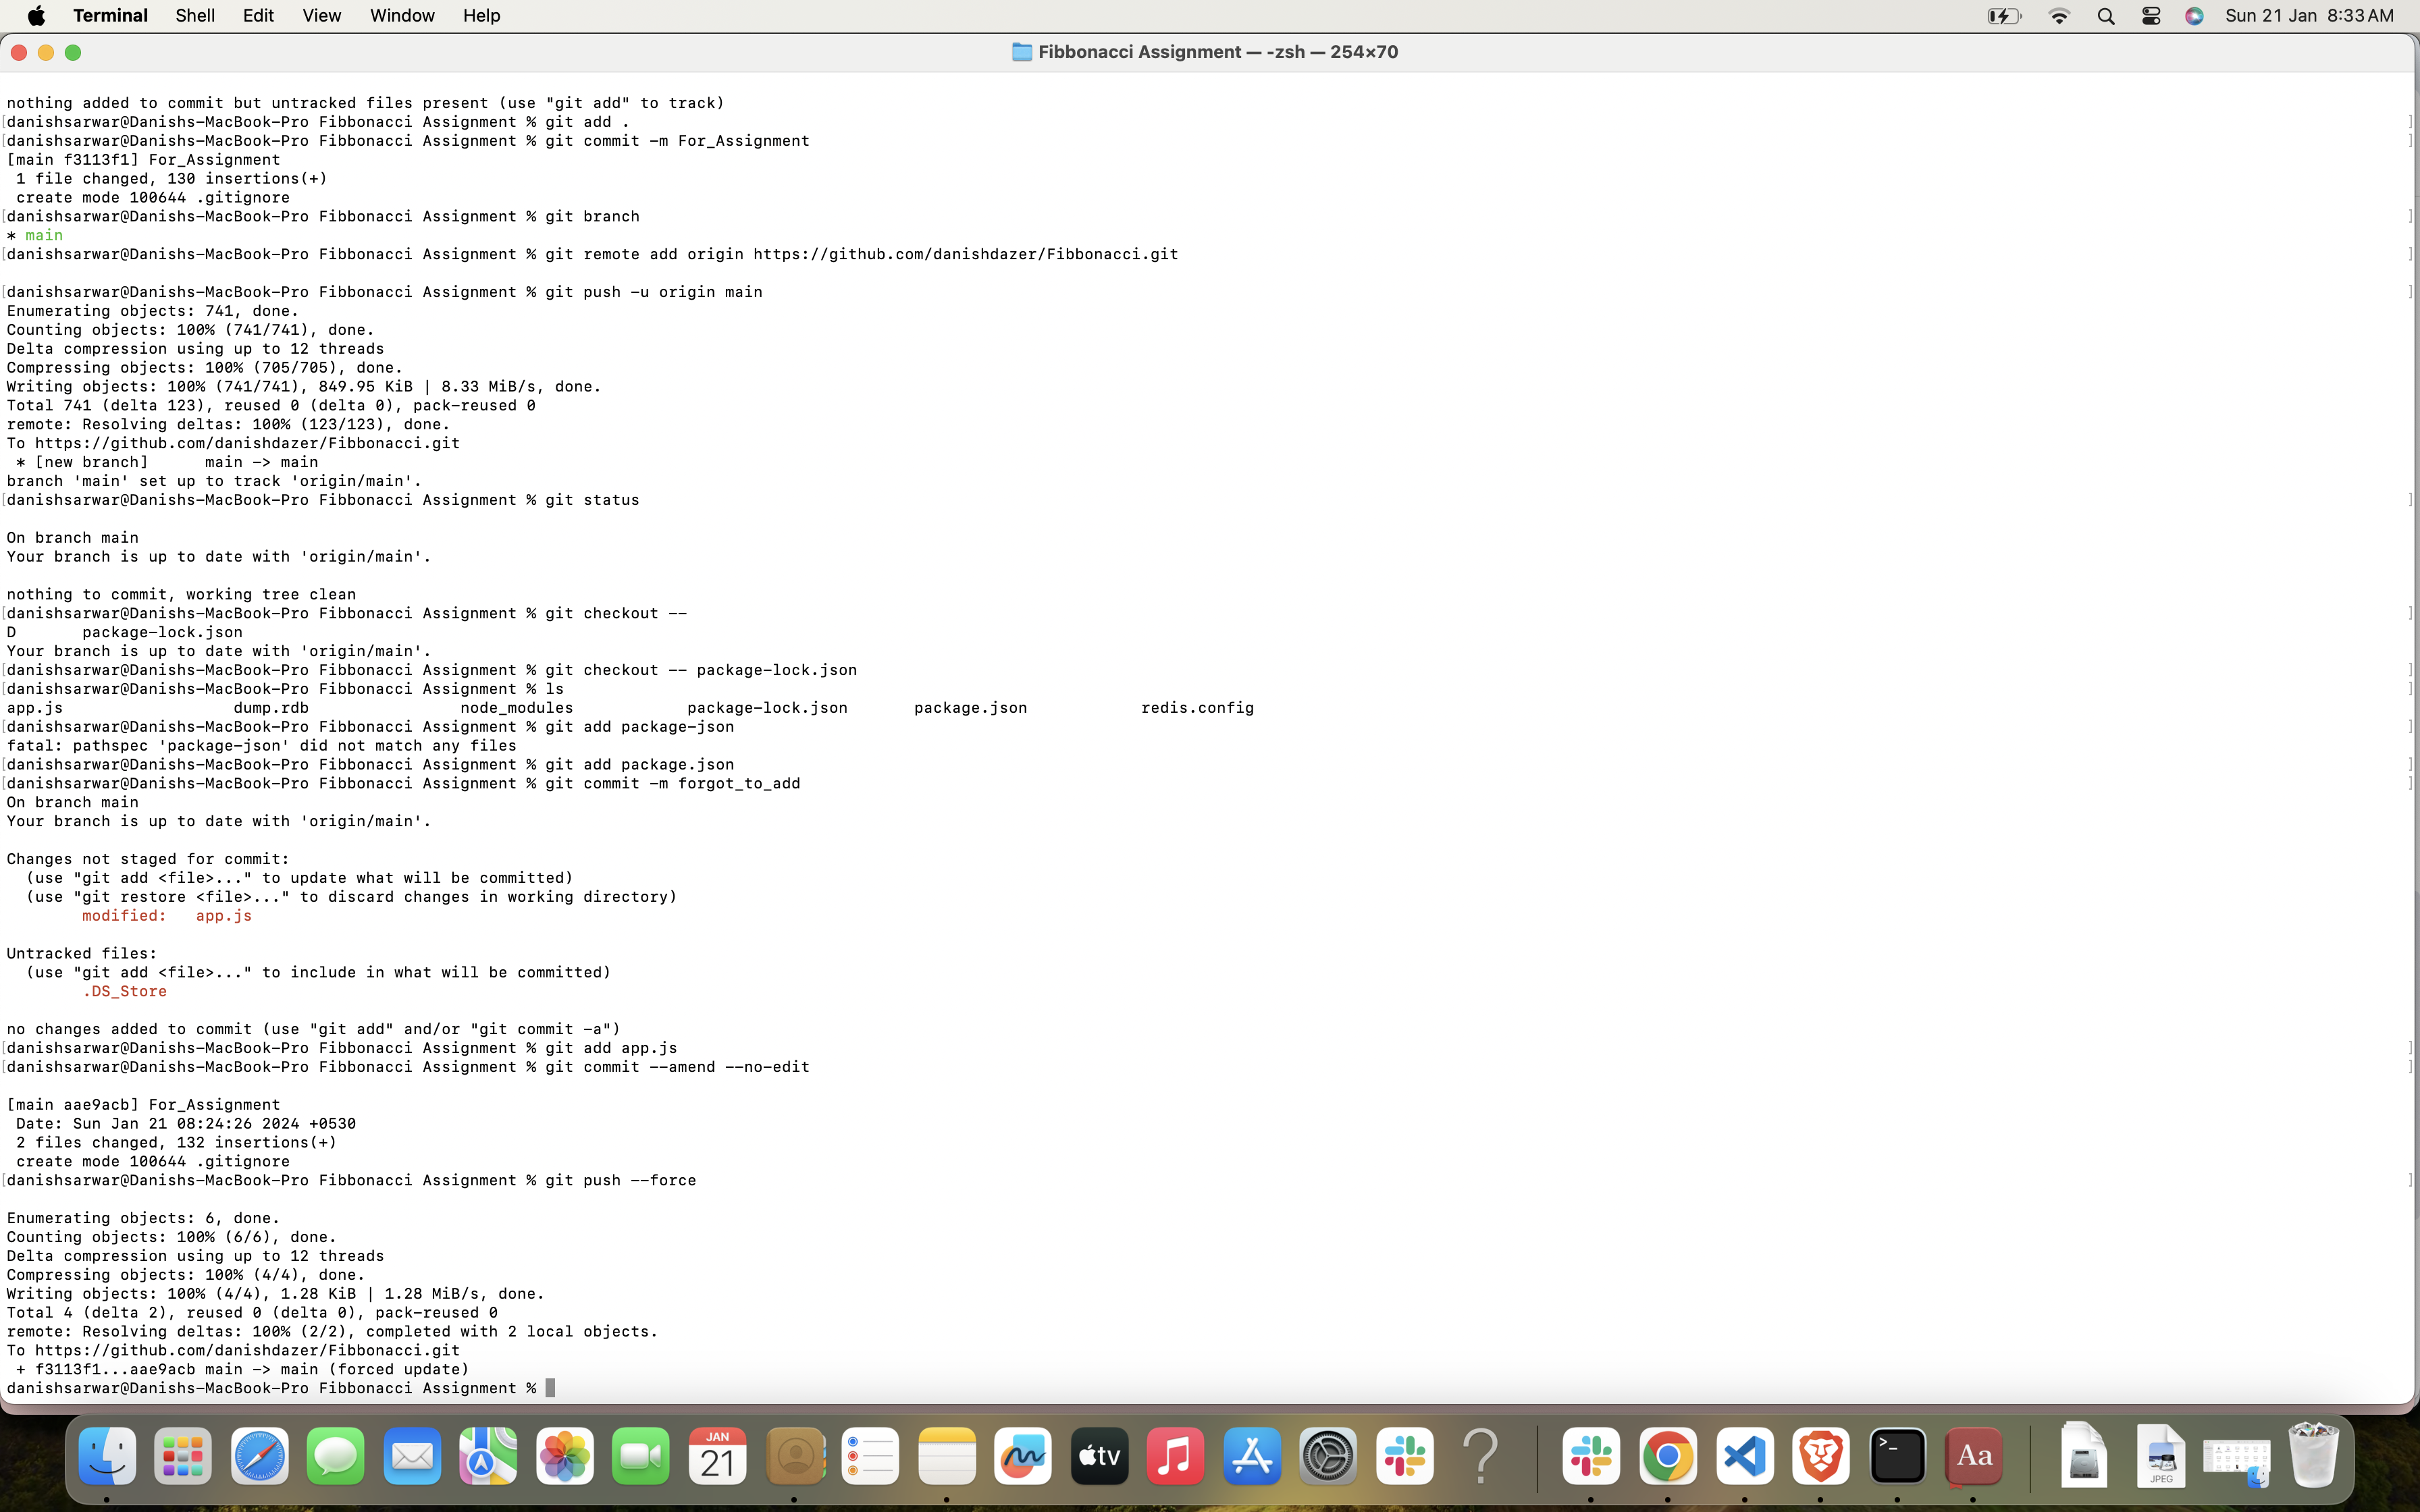 Terminal Shell Edit View Window Help Sun 21 Jan 8:33 AM
Fibbonacci Assignment — -zsh — 254×70
nothing added to commit but untracked files present (use "git add" to track)
[danishsarwar@Danishs-MacBook-Pro Fibbonacci Assignment % git add . ]
[danishsarwar@Danishs-MacBook-Pro Fibbonacci Assignment % git commit -m For_Assignment ]
[main f3113f1] For_Assignment
1 file changed, 130 insertions(+)
create mode 100644 .gitignore
[danishsarwar@Danishs-MacBook-Pro Fibbonacci Assignment % git branch ]
* main
[danishsarwar@Danishs-MacBook-Pro Fibbonacci Assignment % git remote add origin https://github.com/danishdazer/Fibbonacci.git ]
[danishsarwar@Danishs-MacBook-Pro Fibbonacci Assignment % git push -u origin main ]
Enumerating objects: 741, done.
Counting objects: 100% (741/741), done.
Delta compression using up to 12 threads
Compressing objects: 100% (705/705), done.
Writing objects: 100% (741/741), 849.95 KiB | 8.33 MiB/s, done.
Total 741 (delta 123), reused 0 (delta 0), pack-reused 0
remote: Resolving deltas: 100% (123/123), done.
To https://github.com/danishdazer/Fibbonacci.git
* [new branch] main -> main
branch 'main' set up to track 'origin/main'.
[danishsarwar@Danishs-MacBook-Pro Fibbonacci Assignment % git status ]
On branch main
Your branch is up to date with 'origin/main'.
nothing to commit, working tree clean
[danishsarwar@Danishs-MacBook-Pro Fibbonacci Assignment % git checkout -- ]
D package-lock.json
Your branch is up to date with 'origin/main'.
[danishsarwar@Danishs-MacBook-Pro Fibbonacci Assignment % git checkout -- package-lock.json ]
[danishsarwar@Danishs-MacBook-Pro Fibbonacci Assignment % ls ]
app.js dump.rdb node_modules package-lock.json package.json redis.config
[danishsarwar@Danishs-MacBook-Pro Fibbonacci Assignment % git add package-json ]
fatal: pathspec 'package-json' did not match any files
[danishsarwar@Danishs-MacBook-Pro Fibbonacci Assignment % git add package.json ]
[danishsarwar@Danishs-MacBook-Pro Fibbonacci Assignment % git commit -m forgot_to_add ]
On branch main
Your branch is up to date with 'origin/main'.
Changes not staged for commit:
(use "git add <file>..." to update what will be committed)
(use "git restore <file>..." to discard changes in working directory)
modified: app.js
Untracked files:
(use "git add <file>..." to include in what will be committed)
.DS_Store
no changes added to commit (use "git add" and/or "git commit -a")
[danishsarwar@Danishs-MacBook-Pro Fibbonacci Assignment % git add app.js ]
[danishsarwar@Danishs-MacBook-Pro Fibbonacci Assignment % git commit --amend --no-edit ]
[main aae9acb] For_Assignment
Date: Sun Jan 21 08:24:26 2024 +0530
2 files changed, 132 insertions(+)
create mode 100644 .gitignore
[danishsarwar@Danishs-MacBook-Pro Fibbonacci Assignment % git push --force ]
Enumerating objects: 6, done.
Counting objects: 100% (6/6), done.
Delta compression using up to 12 threads
Compressing objects: 100% (4/4), done.
Writing objects: 100% (4/4), 1.28 KiB | 1.28 MiB/s, done.
Total 4 (delta 2), reused 0 (delta 0), pack-reused 0
remote: Resolving deltas: 100% (2/2), completed with 2 local objects.
To https://github.com/danishdazer/Fibbonacci.git
+ f3113f1...aae9acb main -> main (forced update)
danishsarwar@Danishs-MacBook-Pro Fibbonacci Assignment %
JAN
21
tv
?
>_
Aa
JPEG